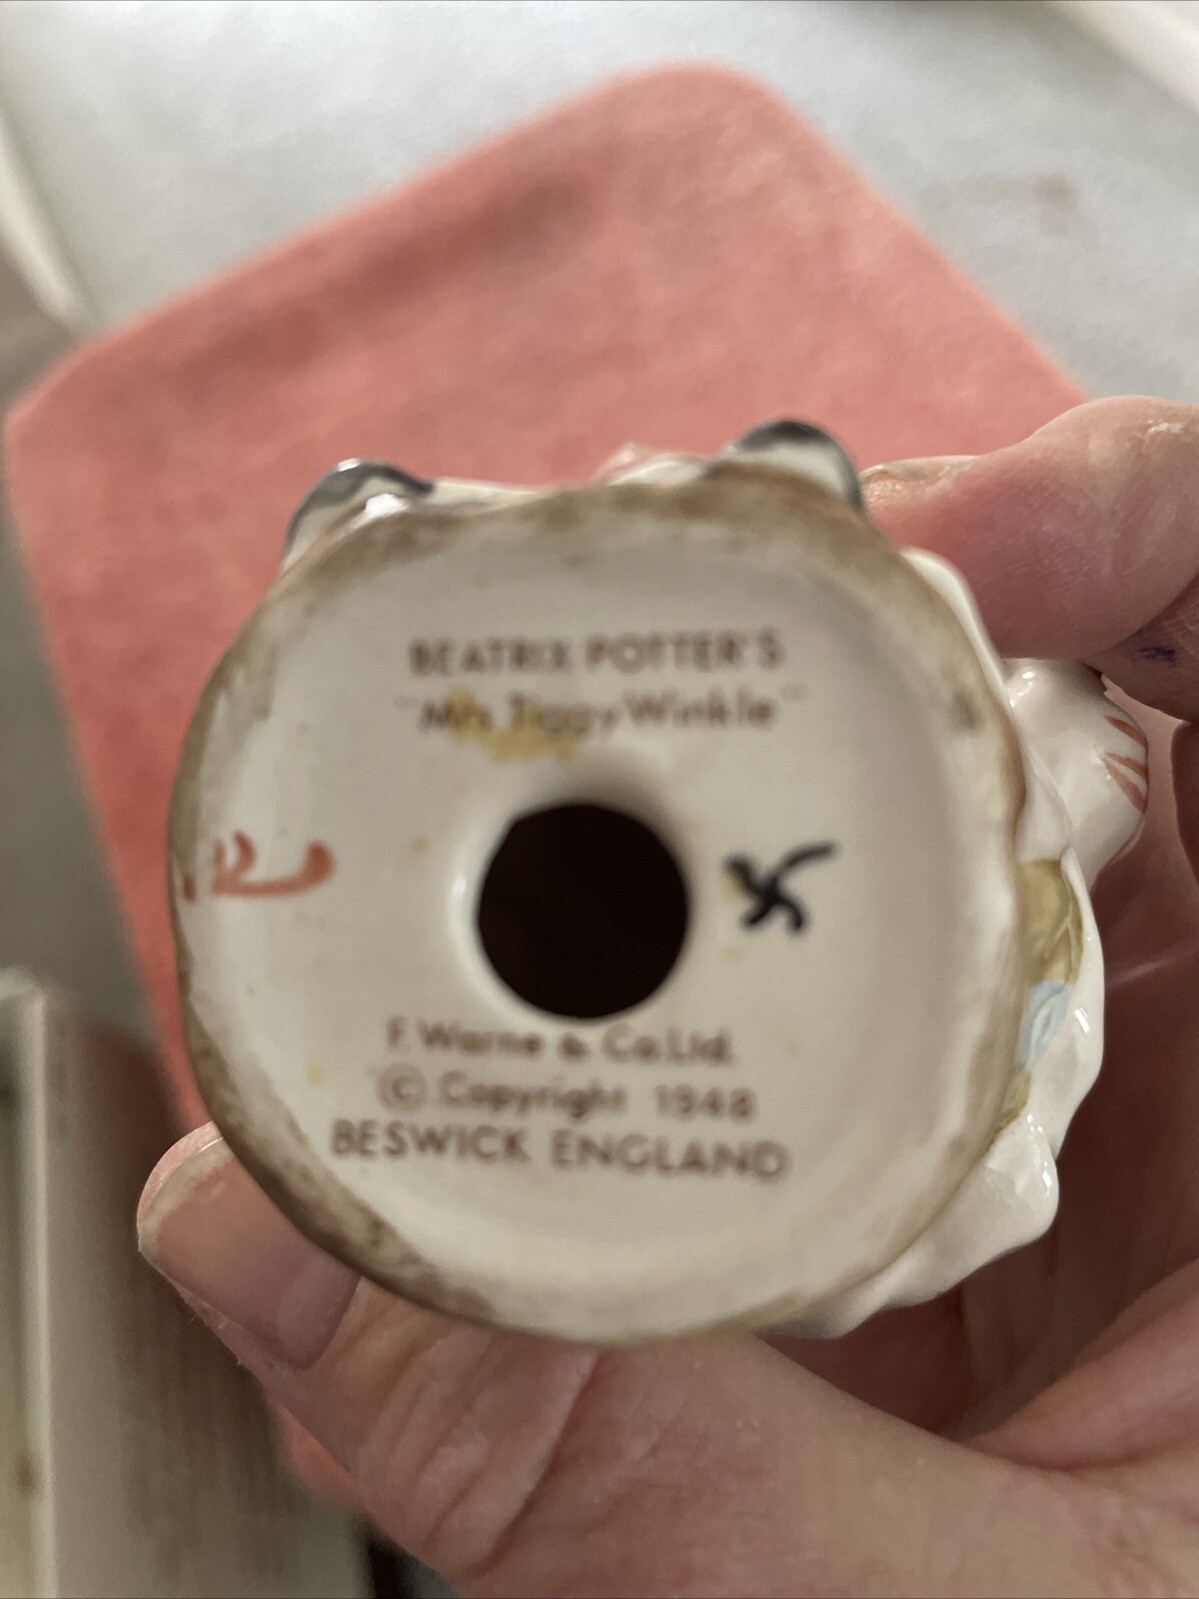 BEATRIX POTTER'S
"Mrs. Tiggy Winkle"
F. Warne & Co.Ltd.
© Copyright 1948
BESWICK ENGLAND